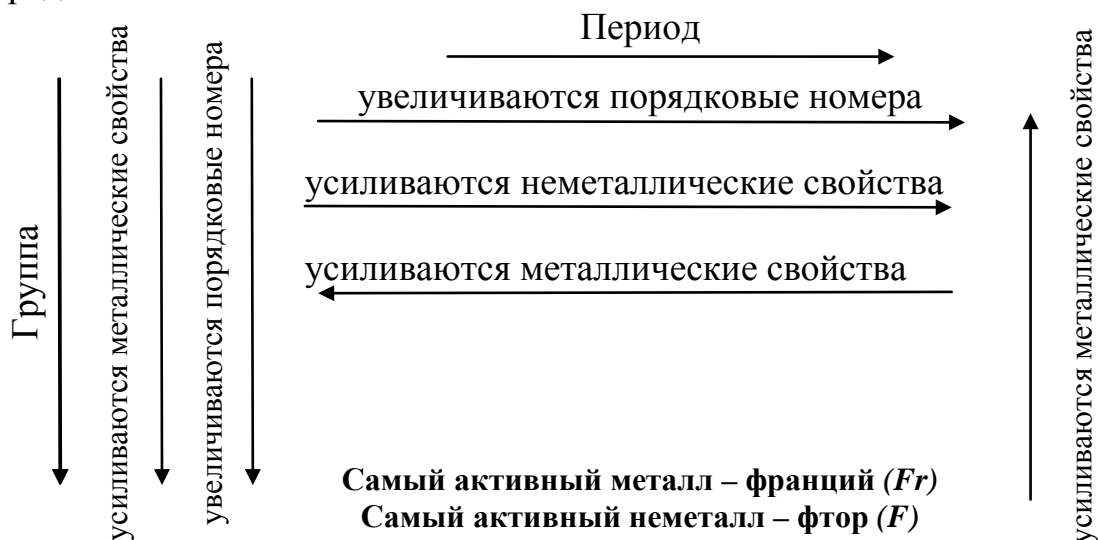 Период
увеличиваются порядковые номера
усиливаются неметаллические свойства
усиливаются металлические свойства
Группа
усиливаются металлические свойства
увеличиваются порядковые номера
усиливаются металлические свойства
Самый активный металл – франций (Fr)
Самый активный неметалл – фтор (F)